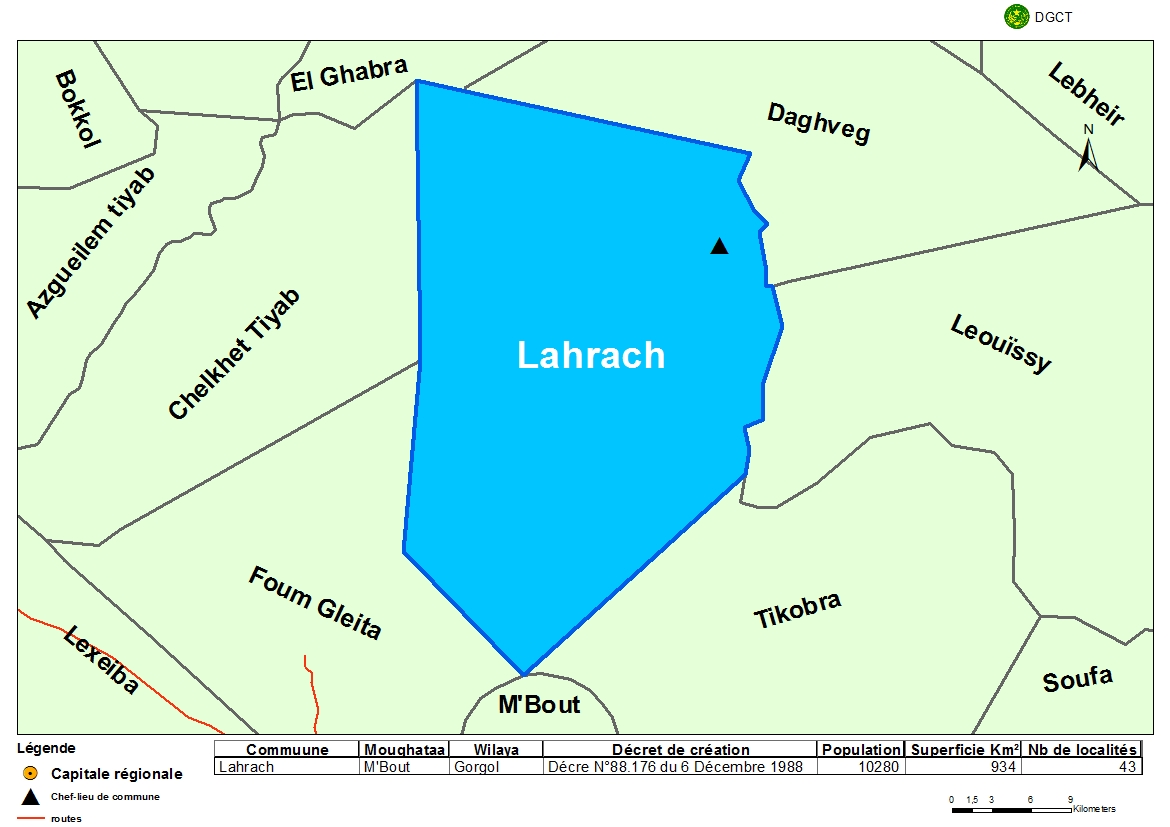 DGCT
Bokkol
El Ghabra
Daghveg
Lebheir
N
Azgueilem tiyab
Chelkhet Tiyab
Lahrach
Leouïssy
Foum Gleita
Tikobra
Lexeiba
M'Bout
Soufa
Légende
Capitale régionale
Chef-lieu de commune
routes
Commuune Moughataa Wilaya Décret de création Population Superficie Km² Nb de localités
Lahrach M'Bout Gorgol Décre N°88.176 du 6 Décembre 1988 10280 934 43
0 1,5 3 6 9
Kilometers